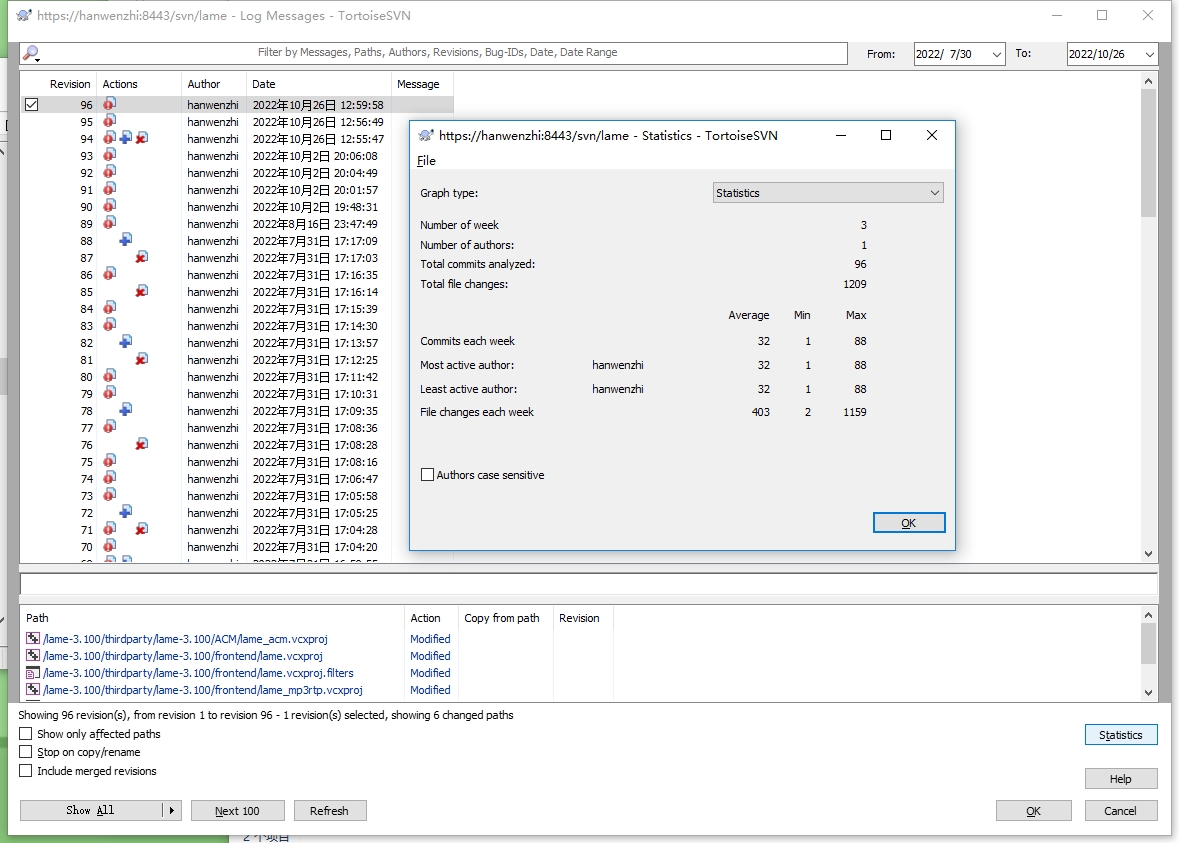 https://hanwenzhi:8443/svn/lame - Log Messages - TortoiseSVN
Filter by Messages, Paths, Authors, Revisions, Bug-IDs, Date, Date Range
From: 2022/ 7/30 To: 2022/10/26
Revision Actions Author Date Message
96 hanwenzhi 2022年10月26日 12:59:58
95 hanwenzhi 2022年10月26日 12:56:49
94 hanwenzhi 2022年10月26日 12:55:47
93 hanwenzhi 2022年10月2日 20:06:08
92 hanwenzhi 2022年10月2日 20:04:49
91 hanwenzhi 2022年10月2日 20:01:57
90 hanwenzhi 2022年10月2日 19:48:31
89 hanwenzhi 2022年8月16日 23:47:49
88 hanwenzhi 2022年7月31日 17:17:09
87 hanwenzhi 2022年7月31日 17:17:03
86 hanwenzhi 2022年7月31日 17:16:35
85 hanwenzhi 2022年7月31日 17:16:14
84 hanwenzhi 2022年7月31日 17:15:39
83 hanwenzhi 2022年7月31日 17:14:30
82 hanwenzhi 2022年7月31日 17:13:57
81 hanwenzhi 2022年7月31日 17:12:25
80 hanwenzhi 2022年7月31日 17:11:42
79 hanwenzhi 2022年7月31日 17:10:31
78 hanwenzhi 2022年7月31日 17:09:35
77 hanwenzhi 2022年7月31日 17:08:36
76 hanwenzhi 2022年7月31日 17:08:28
75 hanwenzhi 2022年7月31日 17:08:16
74 hanwenzhi 2022年7月31日 17:06:47
73 hanwenzhi 2022年7月31日 17:05:58
72 hanwenzhi 2022年7月31日 17:05:25
71 hanwenzhi 2022年7月31日 17:04:28
70 hanwenzhi 2022年7月31日 17:04:20
https://hanwenzhi:8443/svn/lame - Statistics - TortoiseSVN
File
Graph type: Statistics
Number of week 3
Number of authors: 1
Total commits analyzed: 96
Total file changes: 1209
Average Min Max
Commits each week 32 1 88
Most active author: hanwenzhi 32 1 88
Least active author: hanwenzhi 32 1 88
File changes each week 403 2 1159
Authors case sensitive
OK
Path Action Copy from path Revision
/lame-3.100/thirdparty/lame-3.100/ACM/lame_acm.vcxproj Modified
/lame-3.100/thirdparty/lame-3.100/frontend/lame.vcxproj Modified
/lame-3.100/thirdparty/lame-3.100/frontend/lame.vcxproj.filters Modified
/lame-3.100/thirdparty/lame-3.100/frontend/lame_mp3rtp.vcxproj Modified
Showing 96 revision(s), from revision 1 to revision 96 - 1 revision(s) selected, showing 6 changed paths
Show only affected paths
Statistics
Stop on copy/rename
Include merged revisions
Help
Show All Next 100 Refresh OK Cancel
2 个项目